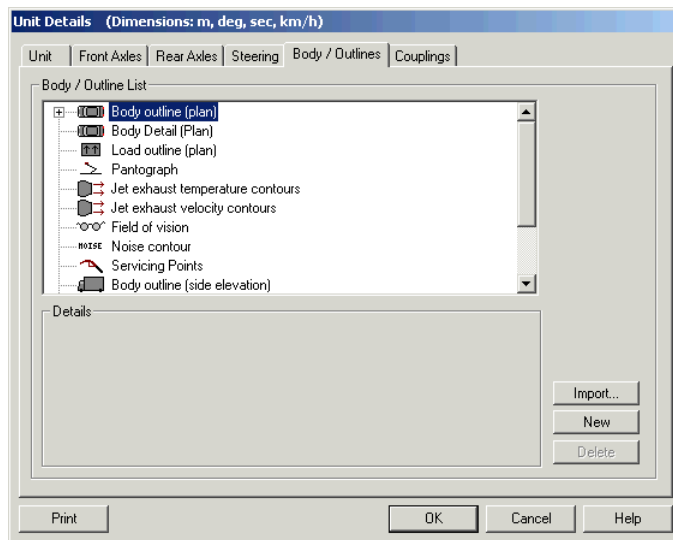 Unit Details (Dimensions: m, deg, sec, km/h)
Unit Front Axles Rear Axles Steering Body / Outlines Couplings
Body / Outline List
Body outline (plan)
Body Detail (Plan)
Load outline (plan)
Pantograph
Jet exhaust temperature contours
Jet exhaust velocity contours
Field of vision
NOISE Noise contour
Servicing Points
Body outline (side elevation)
Details
Import...
New
Delete
Print OK Cancel Help